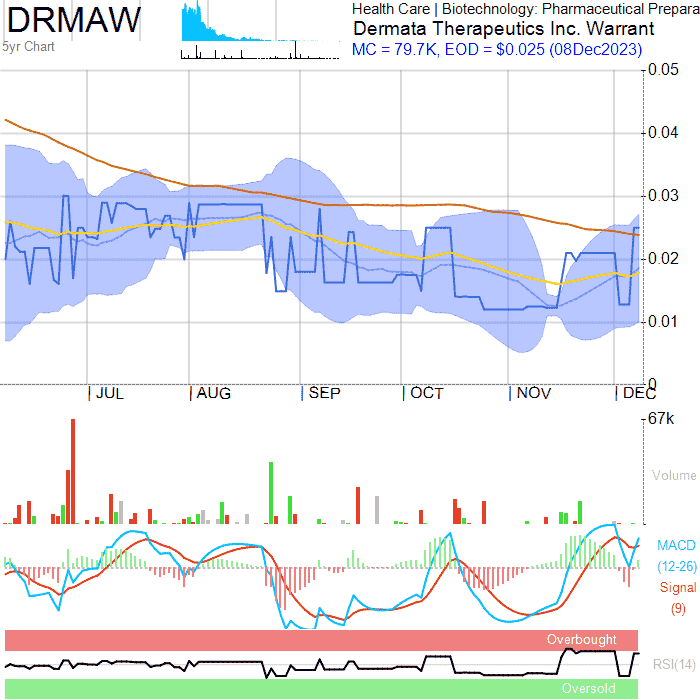 DRMAW
5yr Chart
Health Care | Biotechnology: Pharmaceutical Prepara
Dermata Therapeutics Inc. Warrant
MC = 79.7K, EOD = $0.025 (08Dec2023)
0.05
0.04
0.03
0.02
0.01
0
JUL
AUG
SEP
OCT
NOV
DEC
67K
Volume
MACD
(12-26)
Signal
(9)
Overbought
RSI(14)
Oversold